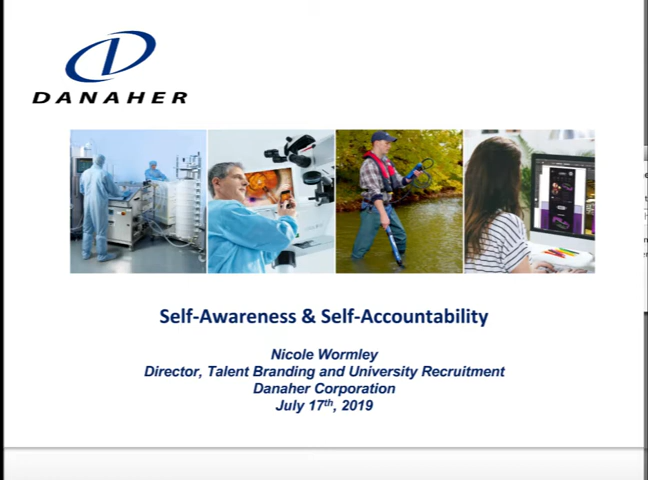 DANAHER
Self-Awareness & Self-Accountability
Nicole Wormley
Director, Talent Branding and University Recruitment
Danaher Corporation
July 17th, 2019